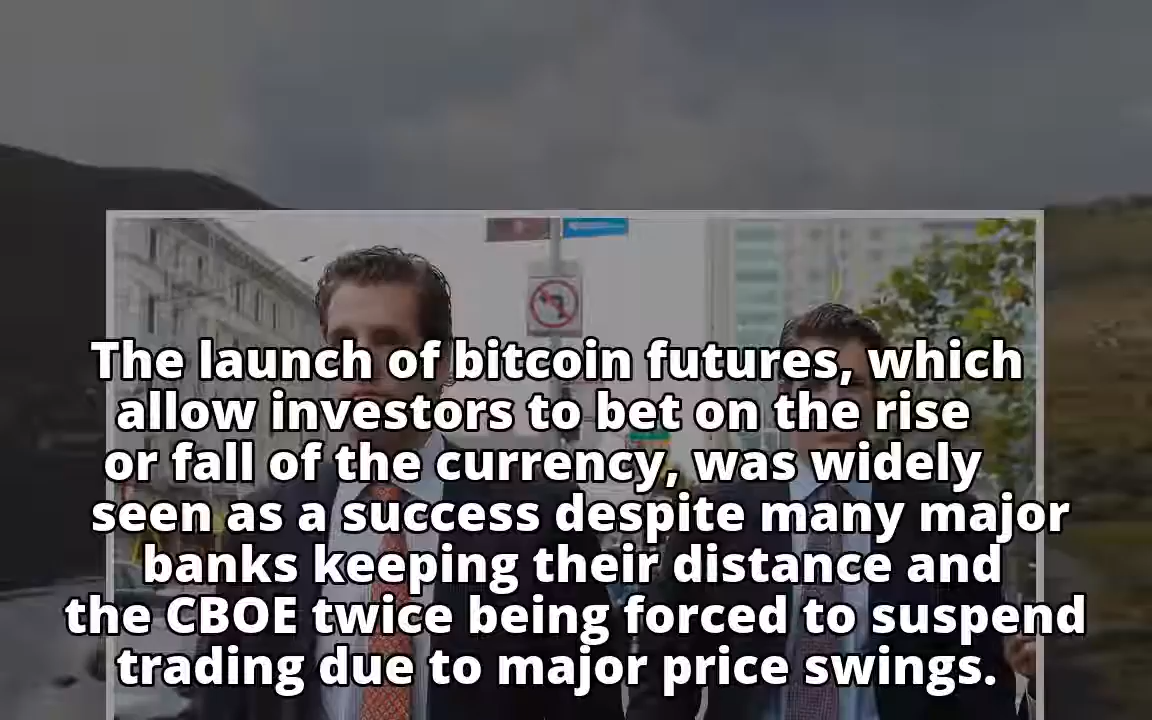 The launch of bitcoin futures, which
allow investors to bet on the rise
or fall of the currency, was widely
seen as a success despite many major
banks keeping their distance and
the CBOE twice being forced to suspend
trading due to major price swings.